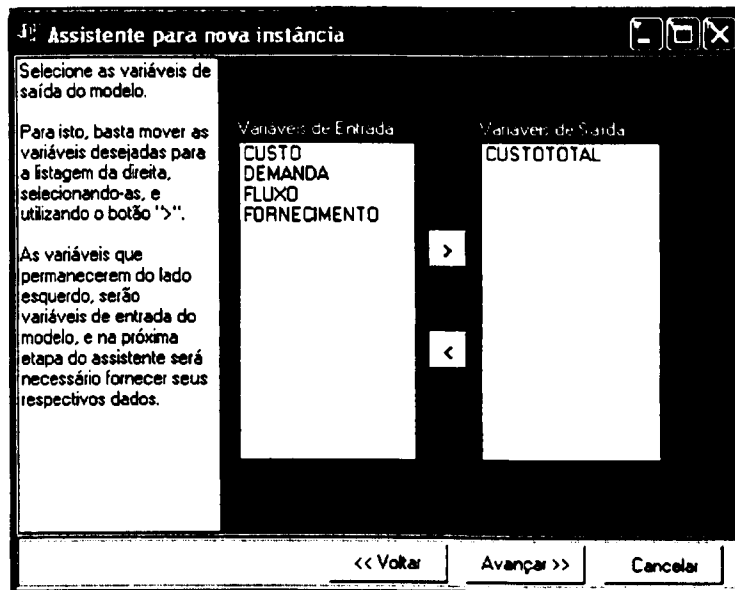 Assistente para nova instância
Selecione as variáveis de
saída do modelo.
Para isto, basta mover as
variáveis desejadas para
a listagem da direita,
selecionando-as, e
utilizando o botão ">".
As variáveis que
permanecerem do lado
esquerdo, serão
variáveis de entrada do
modelo, e na próxima
etapa do assistente será
necessário fornecer seus
respectivos dados.
Variáveis de Entrada
CUSTO
DEMANDA
FLUXO
FORNECIMENTO
>
<
Variáveis de Saída
CUSTOTOTAL
<< Voltar
Avançar >>
Cancelar